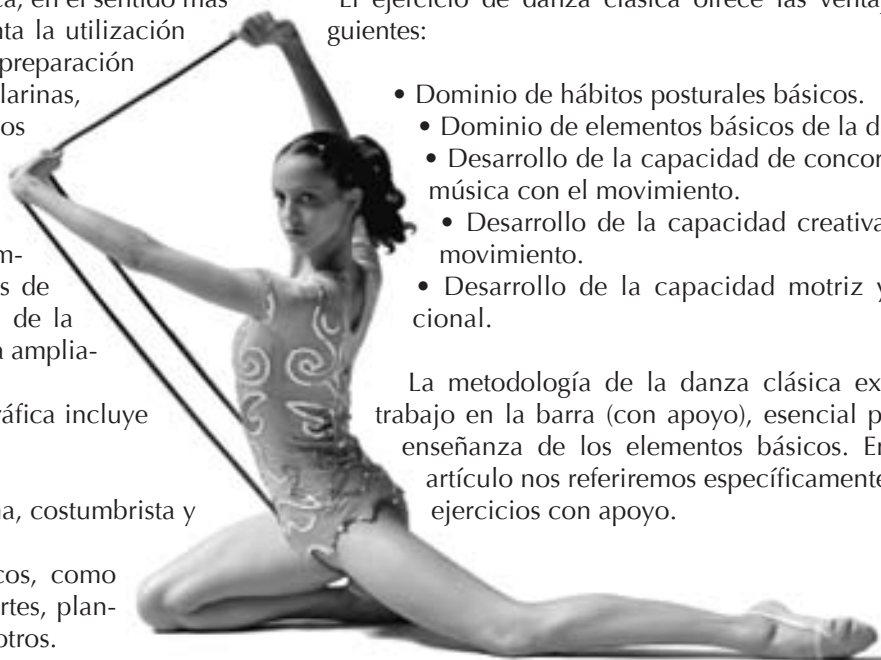 ca, en el sentido más
nta la utilización
preparación
larinas,
os
m-
s de
de la
a amplia-
ráfica incluye
na, costumbrista y
cos, como
rtes, plan-
otros.
El ejercicio de danza clásica ofrece las venta
guientes:
• Dominio de hábitos posturales básicos.
• Dominio de elementos básicos de la d
• Desarrollo de la capacidad de concor
música con el movimiento.
• Desarrollo de la capacidad creativa
movimiento.
• Desarrollo de la capacidad motriz y
cional.
La metodología de la danza clásica ex
trabajo en la barra (con apoyo), esencial p
enseñanza de los elementos básicos. En
artículo nos referiremos específicamente
ejercicios con apoyo.